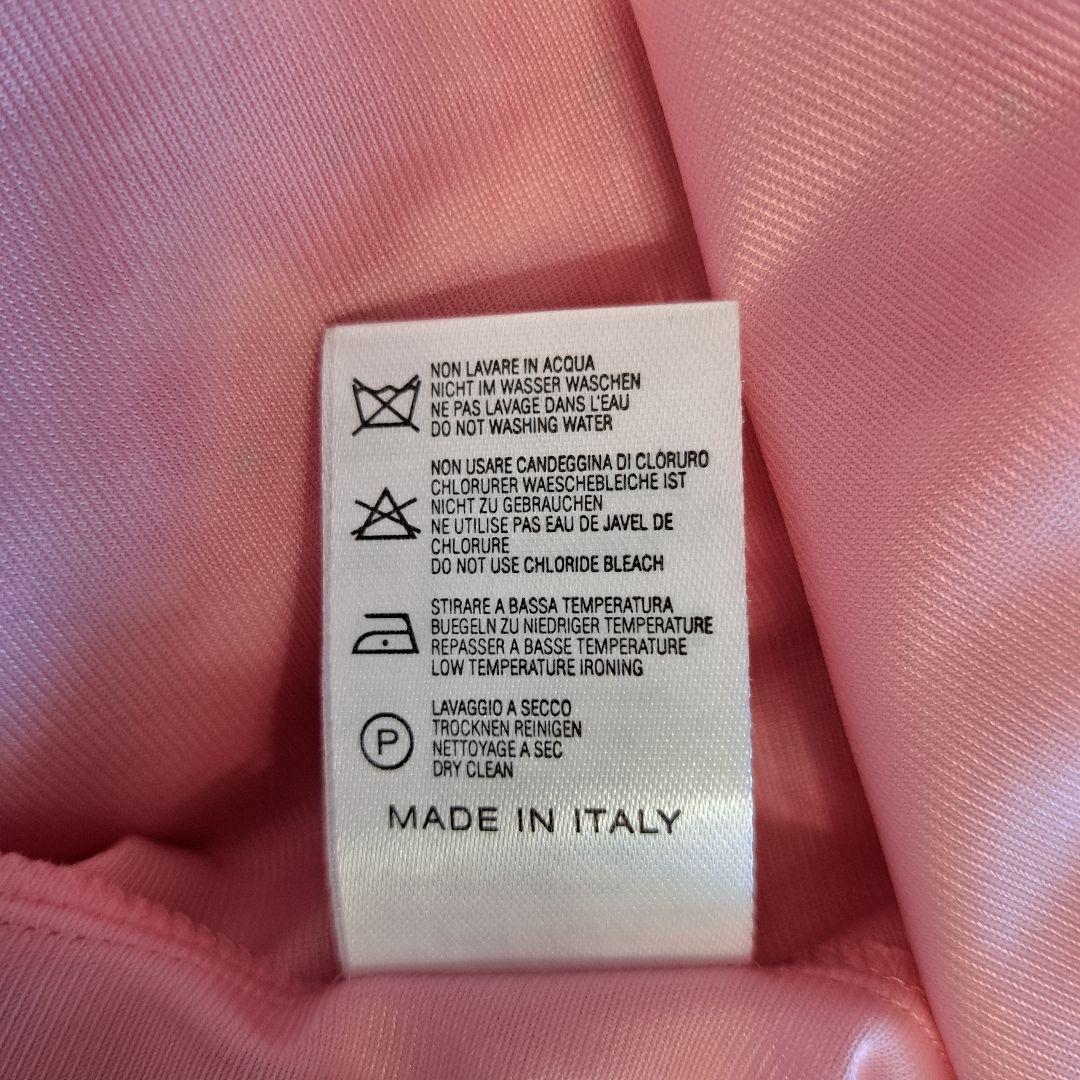 NON LAVARE IN ACQUA
NICHT IM WASSER WASCHEN
NE PAS LAVAGE DANS L'EAU
DO NOT WASHING WATER
NON USARE CANDEGGINA DI CLÓRURO
CHLORURER WAESCHEBLEICHE IST
NICHT ZU GEBRAUCHEN
NE UTILISE PAS EAU DE JAVEL DE
CHLORURE
DO NOT USE CHLORIDE BLEACH
STIRARE A BASSA TEMPERATURA
BUEGELN ZU NIEDRIGER TEMPERATURE
REPASSER A BASSE TEMPERATURE
LOW TEMPERATURE IRONING
LAVAGGIO A SECCO
TROCKNEN REINIGEN
P
NETTOYAGE A SEC
DRY CLEAN
MADE IN ITALY